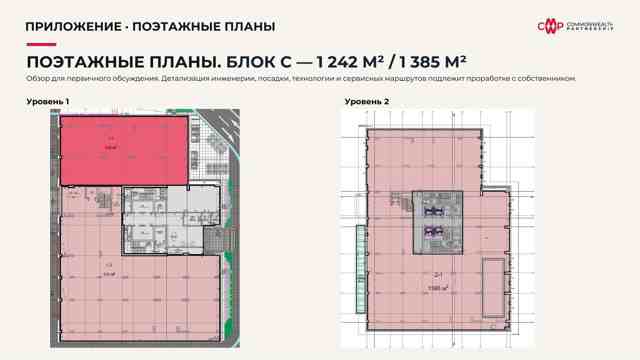 ПРИЛОЖЕНИЕ · ПОЭТАЖНЫЕ ПЛАНЫ
CMWP COMMONWEALTH
PARTNERSHIP
ПОЭТАЖНЫЕ ПЛАНЫ. БЛОК C — 1 242 М² / 1 385 М²
Обзор для первичного обсуждения. Детализация инженерии, посадки, технологии и сервисных маршрутов подлежит проработке с собственником.
Уровень 1
Уровень 2
2-1
1385 м²